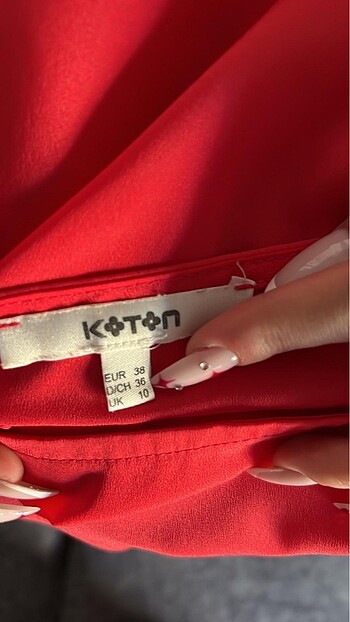 KOTON
EUR 38
D/CH 36
UK 10